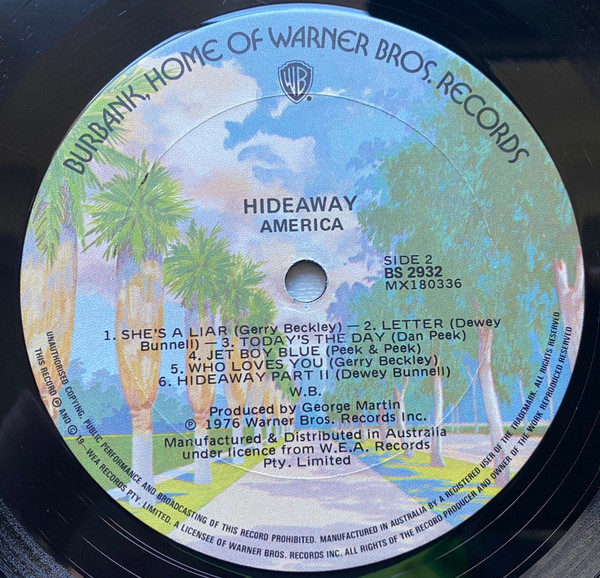 BURBANK, HOME OF WARNER BROS. RECORDS
WB
®
HIDEAWAY
AMERICA
SIDE 2
BS 2932
MX180336
1. SHE'S A LIAR (Gerry Beckley) — 2. LETTER (Dewey
Bunnell) — 3. TODAY'S THE DAY (Dan Peek)
4. JET BOY BLUE (Peek & Peek)
5. WHO LOVES YOU (Gerry Beckley)
6. HIDEAWAY PART II (Dewey Bunnell)
W.B.
Produced by George Martin
℗ 1976 Warner Bros. Records Inc.
Manufactured & Distributed in Australia
under licence from W.E.A. Records
Pty. Limited
UNAUTHORISED COPYING, PUBLIC PERFORMANCE AND BROADCASTING OF THIS RECORD PROHIBITED. MANUFACTURED IN AUSTRALIA BY A REGISTERED USER OF THE TRADEMARK. ALL RIGHTS RESERVED.
THIS RECORD ℗ AND © 19 –WEA RECORDS PTY. LIMITED. A LICENSEE OF WARNER BROS. RECORDS INC. ALL RIGHTS OF THE RECORD PRODUCER AND OWNER OF THE WORK REPRODUCED RESERVED